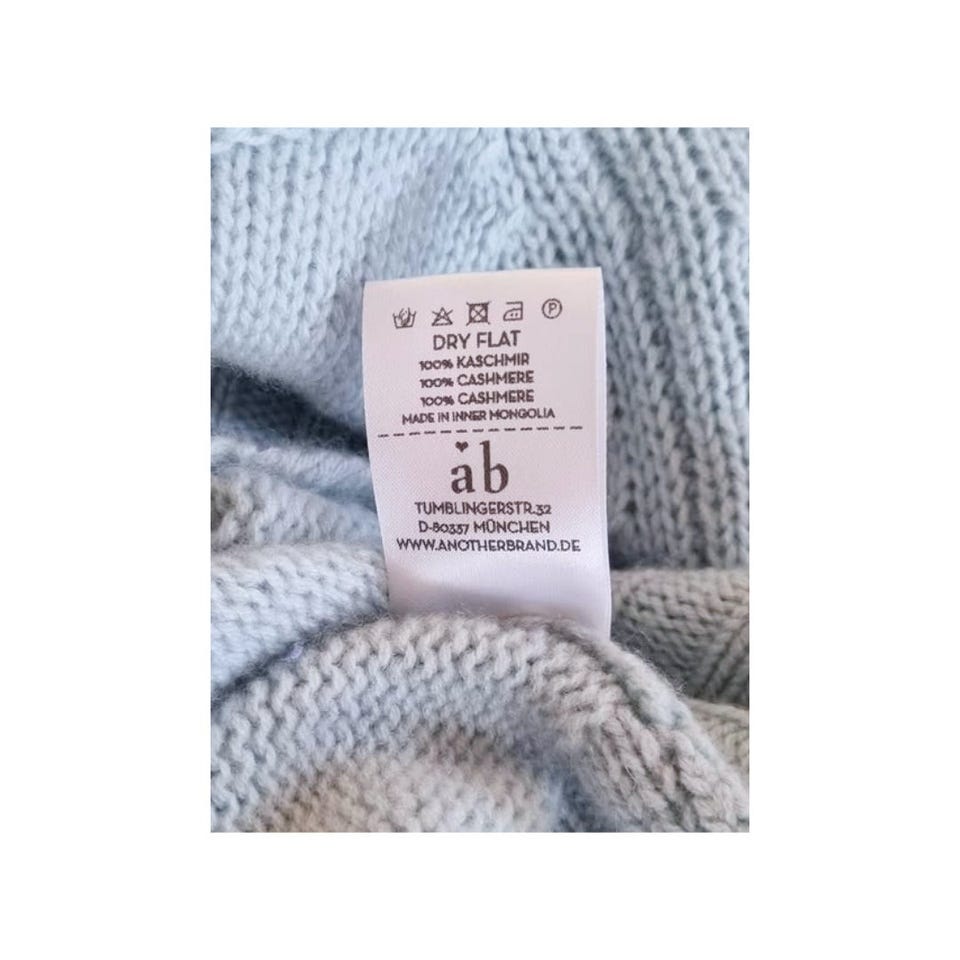 P
DRY FLAT
100% KASCHMIR
100% CASHMERE
100% CASHMERE
MADE IN INNER MONGOLIA
ab
TUMBLINGERSTR.32
D-80337 MÜNCHEN
WWW.ANOTHERBRAND.DE